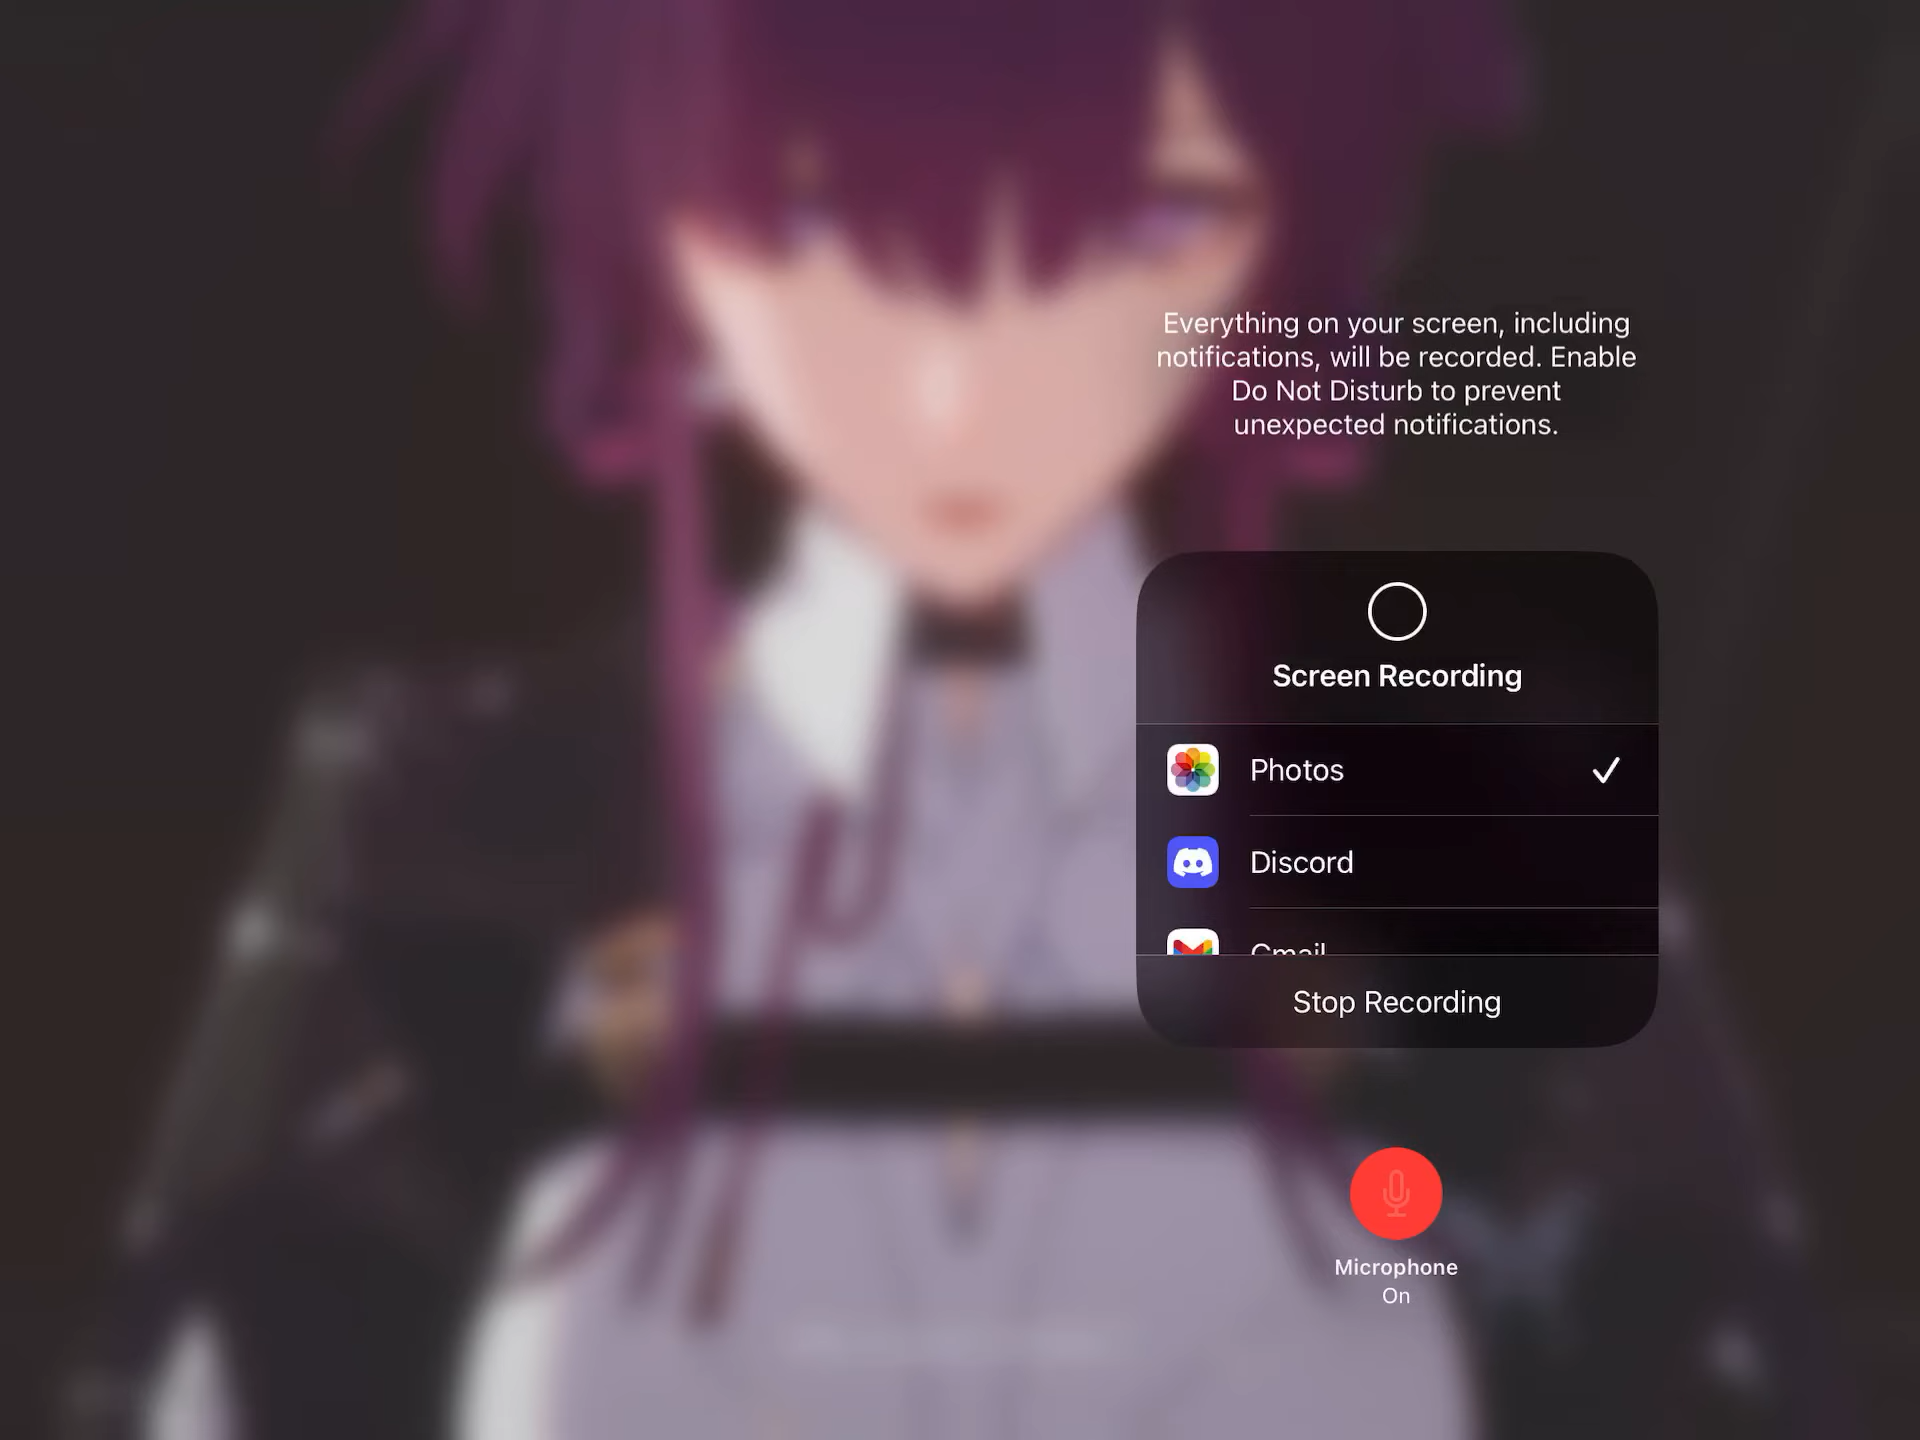 Everything on your screen, including
notifications, will be recorded. Enable
Do Not Disturb to prevent
unexpected notifications.
Screen Recording
Photos
Discord
Gmail
Stop Recording
Microphone
On